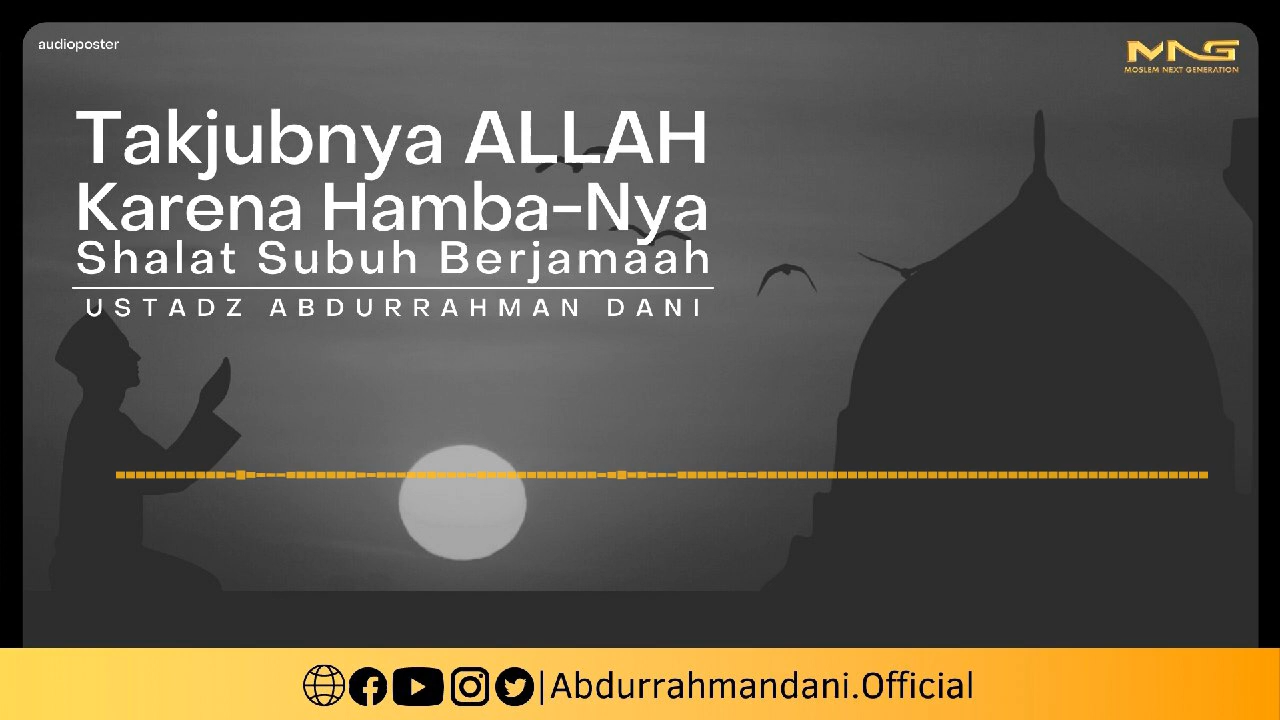 audioposter
MNG
MOSLEM NEXT GENERATION
Takjubnya ALLAH
Karena Hamba-Nya
Shalat Subuh Berjamaah
USTADZ ABDURRAHMAN DANI
|Abdurrahmandani.Official